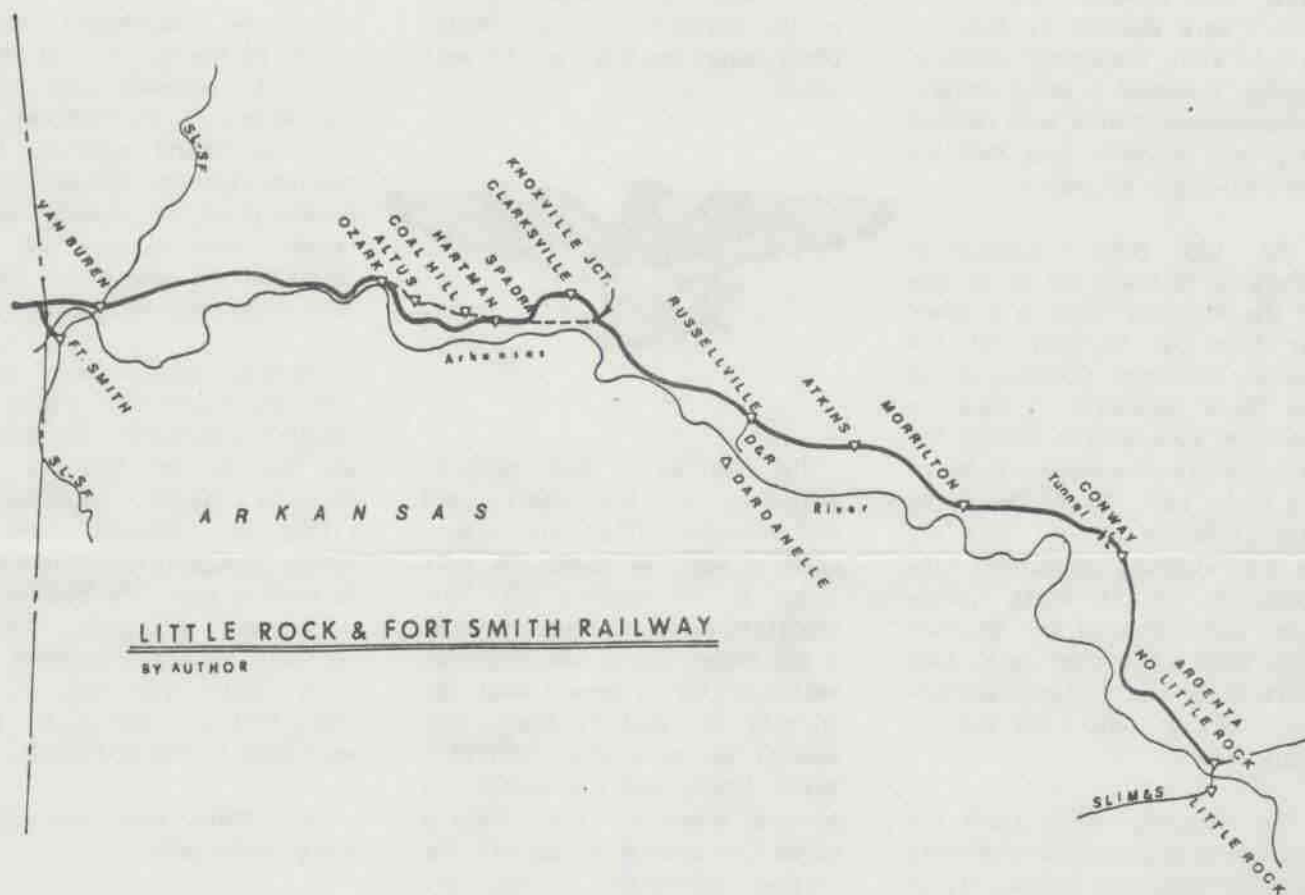 SL-SF
VAN BUREN
FT. SMITH
SL-SF
OZARK
ALTUS
COAL HILL
HARTMAN
SPADRA
CLARKSVILLE
KNOXVILLE JCT.
Arkansas
RUSSELLVILLE
D&R
DARDANELLE
ATKINS
MORRILTON
River
Tunnel
CONWAY
ARGENTA
NO LITTLE ROCK
SLIM&S
LITTLE ROCK
ARKANSAS
LITTLE ROCK & FORT SMITH RAILWAY
BY AUTHOR